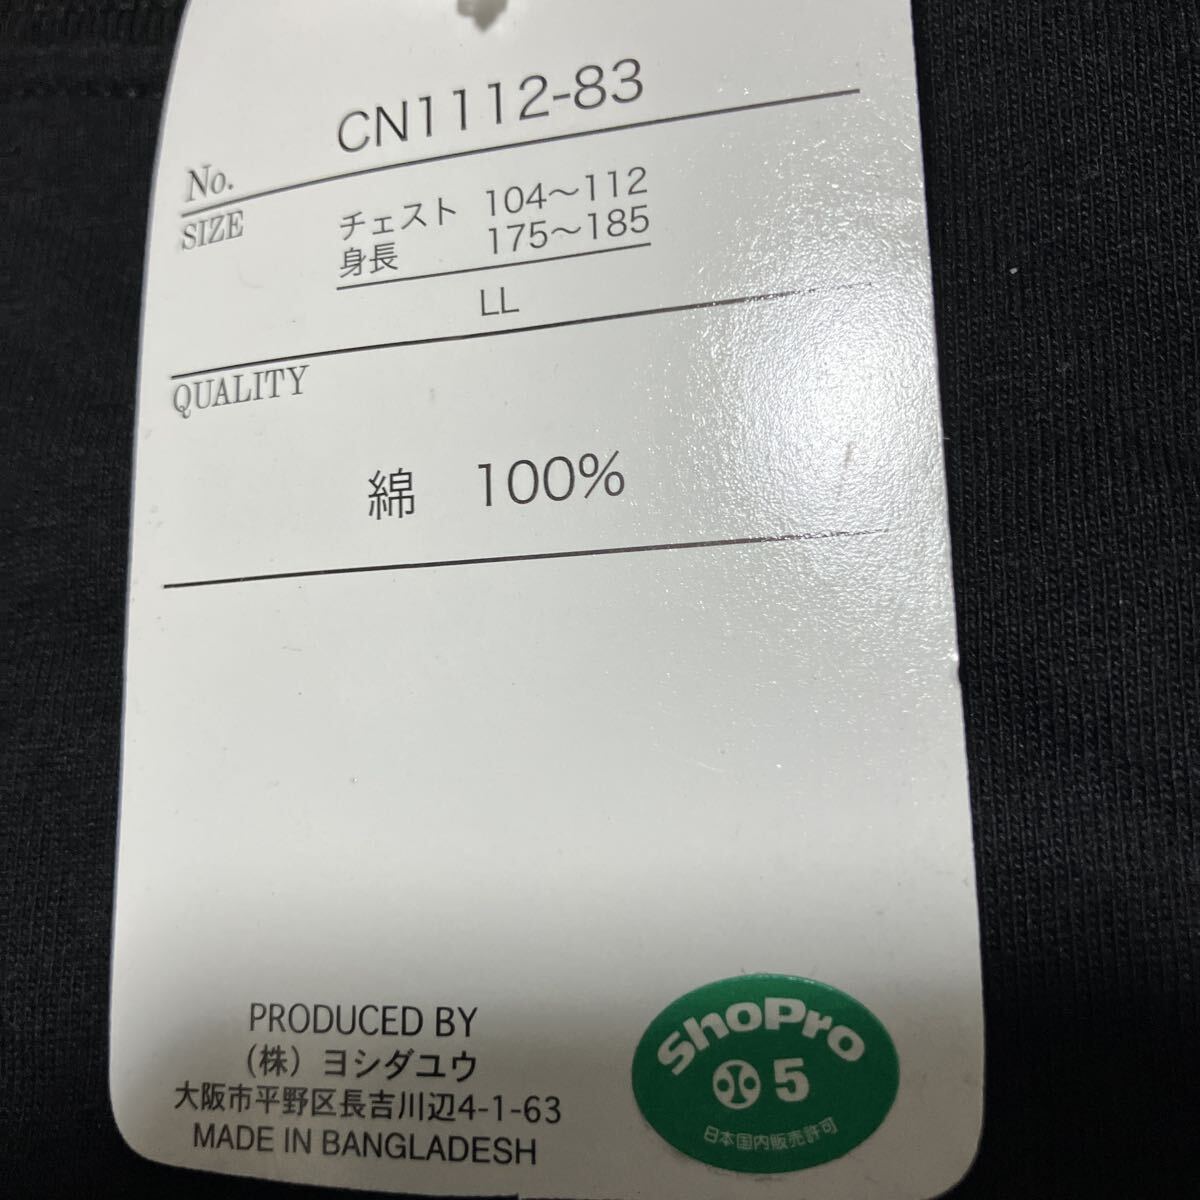 No. CN1112-83
SIZE チェスト 104～112
身長 175～185
LL
QUALITY
綿 100%
PRODUCED BY
(株) ヨシダユウ
大阪市平野区長吉川辺4-1-63
MADE IN BANGLADESH
ShoPro
5
日本国内販売許可